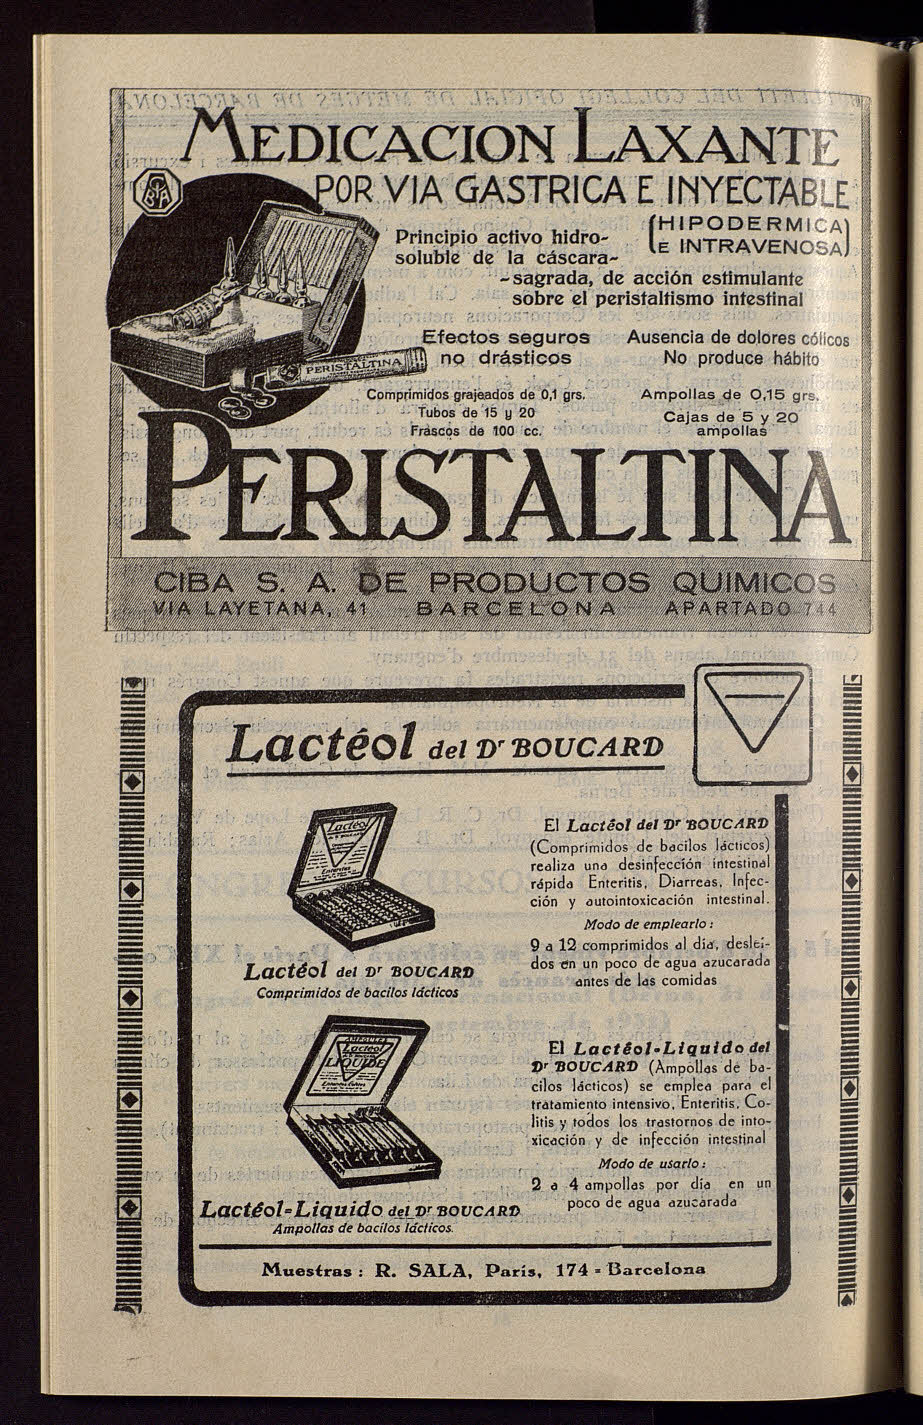 MEDICACION LAXANTE
POR VIA GASTRICA E INYECTABLE
(HIPODERMICA
E INTRAVENOSA)
CIBA
Principio activo hidro-
soluble de la cáscara-
-sagrada, de acción estimulante
sobre el peristaltismo intestinal
Efectos seguros
no drásticos
Ausencia de dolores cólicos
No produce hábito
PERISTALTINA
Comprimidos grajeados de 0,1 grs.
Tubos de 15 y 20
Frascos de 100 cc.
Ampollas de 0,15 grs.
Cajas de 5 y 20
ampollas
PERISTALTINA
CIBA S. A. DE PRODUCTOS QUIMICOS
VIA LAYETANA, 41 BARCELONA APARTADO 744
Lactéol del Dr BOUCARD
Lactéol
El Lactéol del Dr BOUCARD
(Comprimidos de bacilos lácticos)
realiza una desinfección intestinal
rápida Enteritis, Diarreas, Infec-
ción y autointoxicación intestinal.
Modo de emplearlo:
9 a 12 comprimidos al día, desleí-
dos en un poco de agua azucarada
antes de las comidas
Lactéol del Dr BOUCARD
Comprimidos de bacilos lácticos
AMPOULES
Lactéol
LIQUIDE
El Lactéol-Liquido del
Dr BOUCARD (Ampollas de ba-
cilos lácticos) se emplea para el
tratamiento intensivo, Enteritis, Co-
litis y todos los trastornos de into-
xicación y de infección intestinal
Modo de usarlo:
2 a 4 ampollas por día en un
poco de agua azucarada
Lactéol-Liquido del Dr BOUCARD
Ampollas de bacilos lácticos.
Muestras: R. SALA, París, 174 - Barcelona